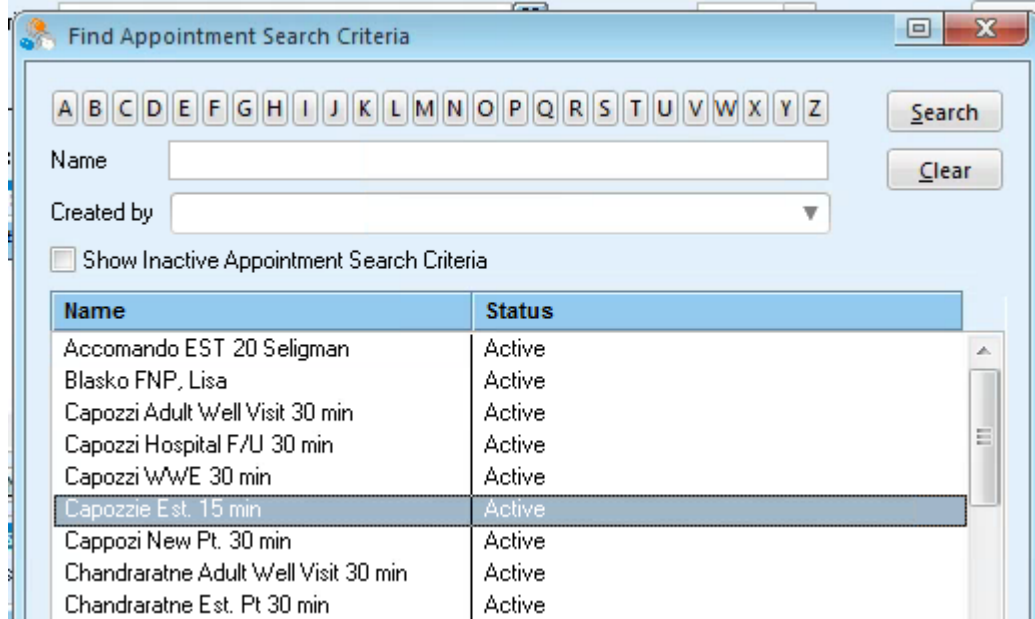 Find Appointment Search Criteria
A B C D E F G H I J K L M N O P Q R S T U V W X Y Z
Search
Name
Clear
Created by
Show Inactive Appointment Search Criteria
Name Status
Accomando EST 20 Seligman Active
Blasko FNP, Lisa Active
Capozzi Adult Well Visit 30 min Active
Capozzi Hospital F/U 30 min Active
Capozzi WWE 30 min Active
Capozzie Est. 15 min Active
Cappozi New Pt. 30 min Active
Chandraratne Adult Well Visit 30 min Active
Chandraratne Est. Pt 30 min Active